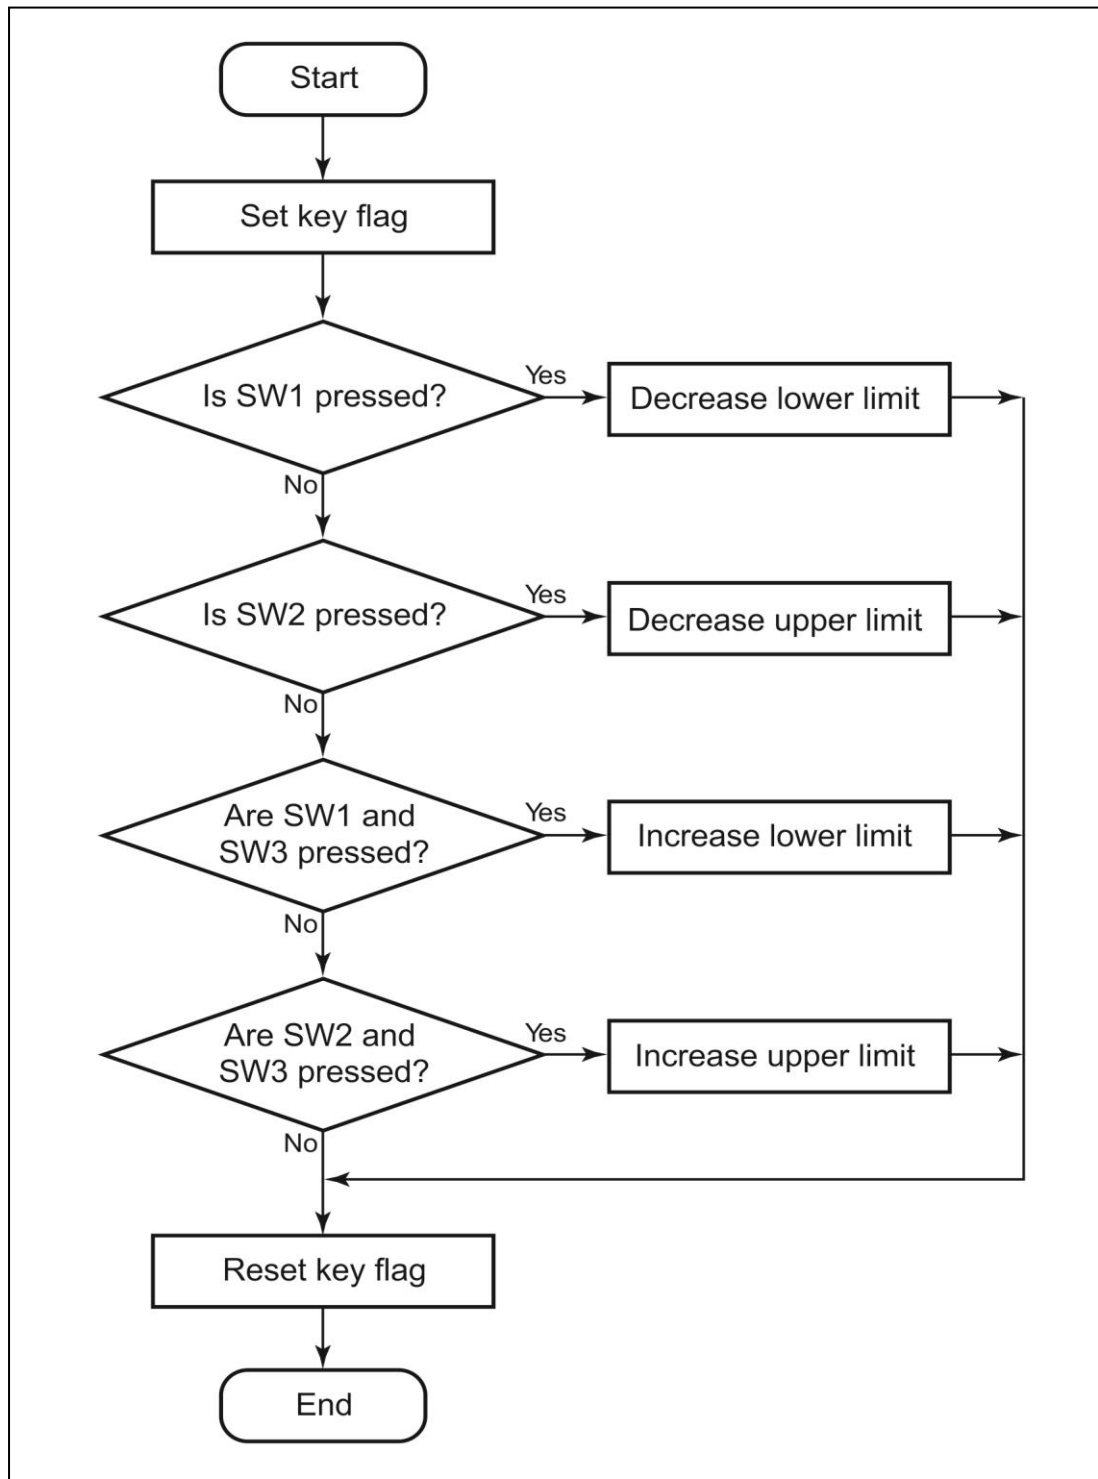 Start
Set key flag
Is SW1 pressed?
Yes
Decrease lower limit
No
Is SW2 pressed?
Yes
Decrease upper limit
No
Are SW1 and
SW3 pressed?
Yes
Increase lower limit
No
Are SW2 and
SW3 pressed?
Yes
Increase upper limit
No
Reset key flag
End